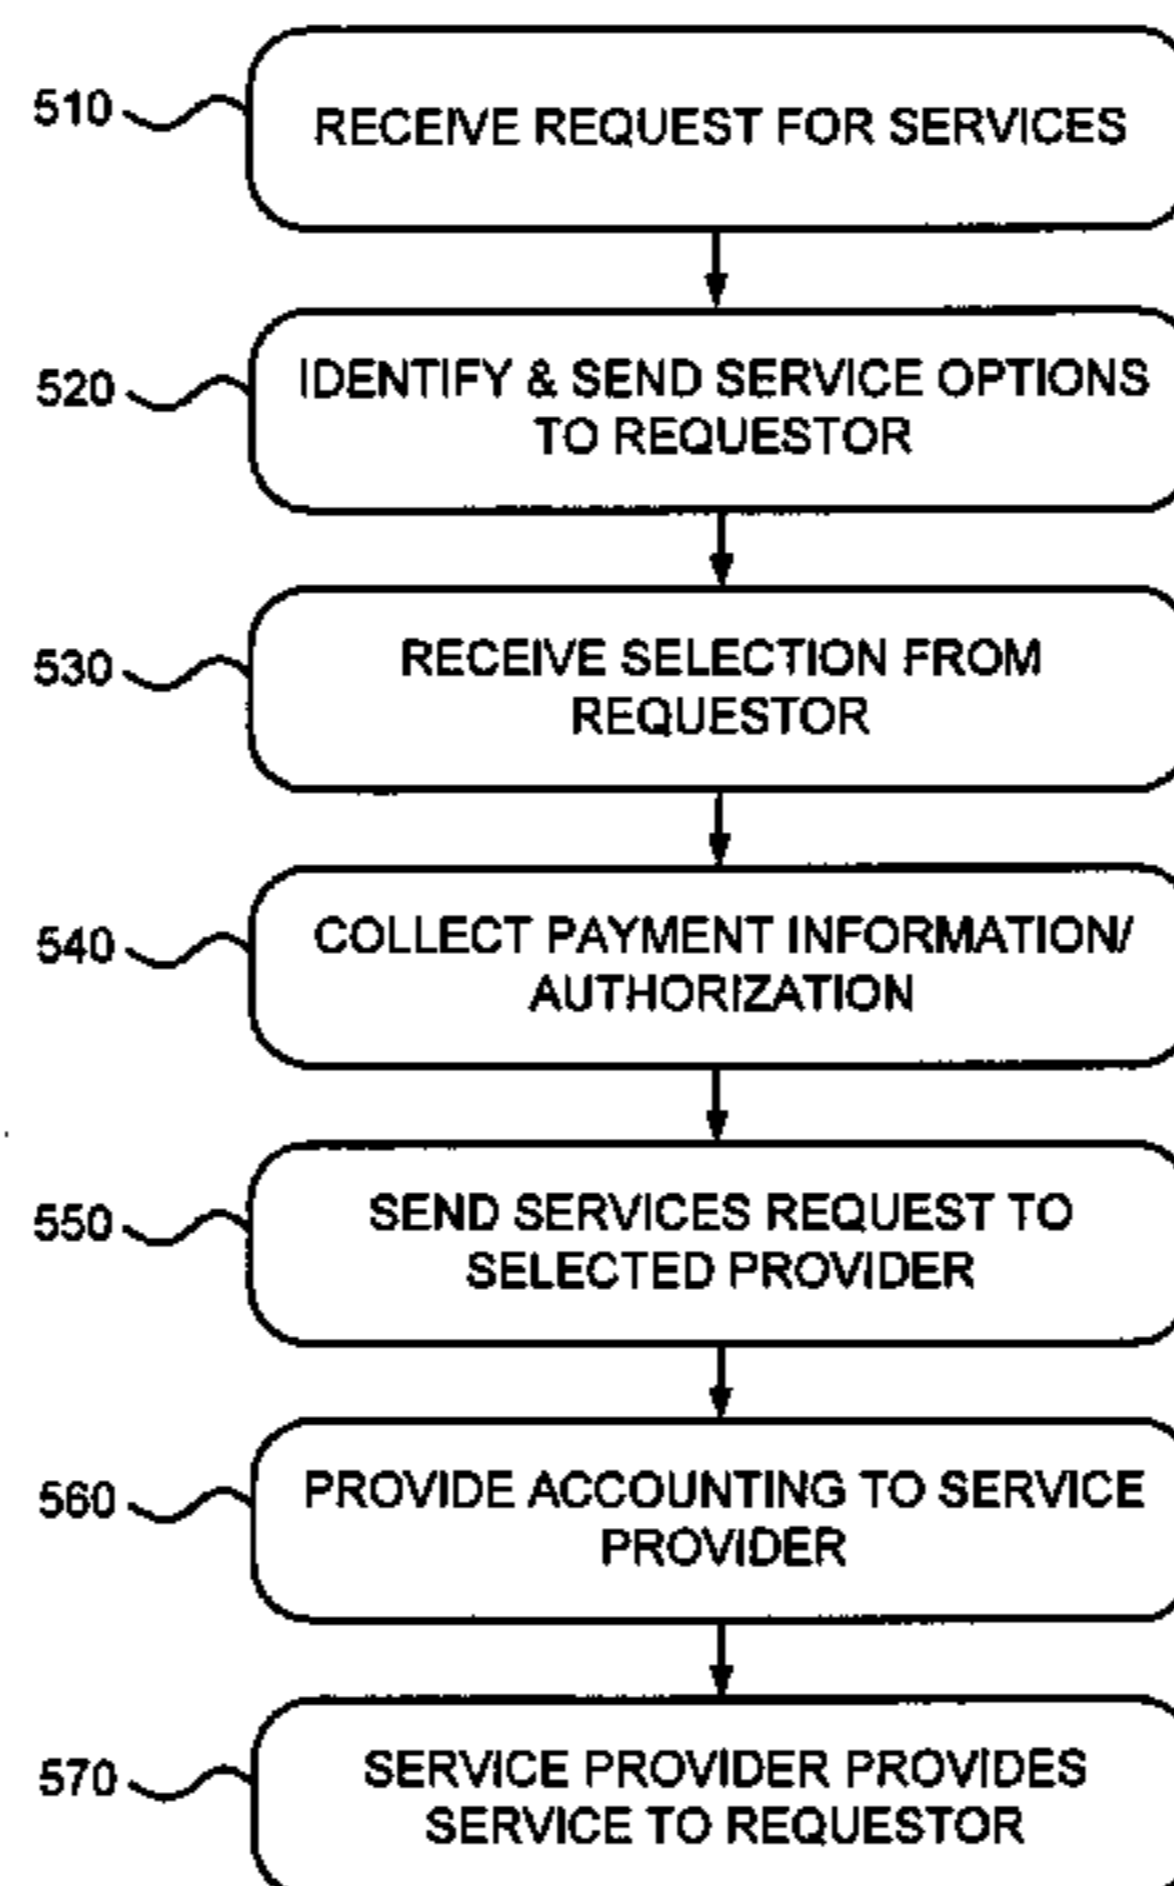 510
RECEIVE REQUEST FOR SERVICES
520
IDENTIFY & SEND SERVICE OPTIONS
TO REQUESTOR
530
RECEIVE SELECTION FROM
REQUESTOR
540
COLLECT PAYMENT INFORMATION/
AUTHORIZATION
550
SEND SERVICES REQUEST TO
SELECTED PROVIDER
560
PROVIDE ACCOUNTING TO SERVICE
PROVIDER
570
SERVICE PROVIDER PROVIDES
SERVICE TO REQUESTOR